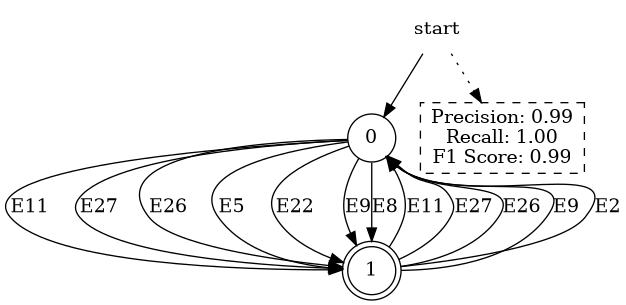 start
0
Precision: 0.99
Recall: 1.00
F1 Score: 0.99
E11
E27
E26
E5
E22
E9
E8
E11
E27
E26
E9
E2
1